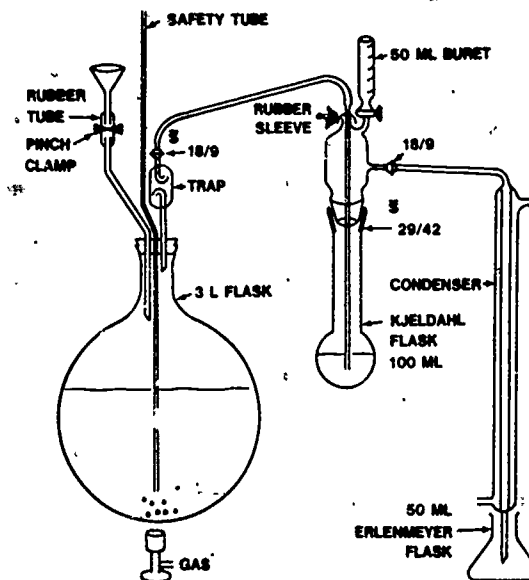 SAFETY TUBE
50 ML BURET
RUBBER
TUBE
PINCH
CLAMP
RUBBER
SLEEVE
18/9
TRAP
18/9
29/42
3 L FLASK
CONDENSER
KJELDAHL
FLASK
100 ML
50 ML
ERLENMEYER
FLASK
GAS